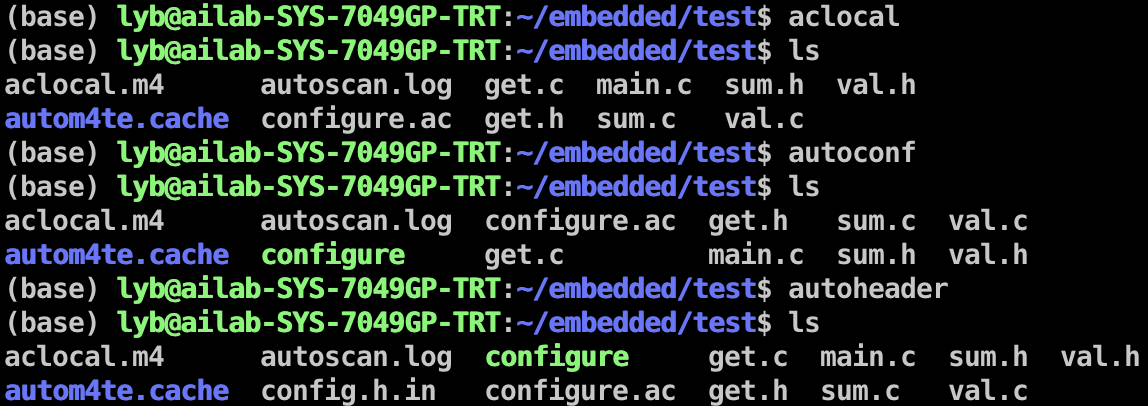 (base) lyb@ailab-SYS-7049GP-TRT:~/embedded/test$ aclocal
(base) lyb@ailab-SYS-7049GP-TRT:~/embedded/test$ ls
aclocal.m4      autoscan.log  get.c  main.c  sum.h  val.h
autom4te.cache  configure.ac  get.h  sum.c   val.c
(base) lyb@ailab-SYS-7049GP-TRT:~/embedded/test$ autoconf
(base) lyb@ailab-SYS-7049GP-TRT:~/embedded/test$ ls
aclocal.m4      autoscan.log  configure.ac  get.h   sum.c  val.c
autom4te.cache  configure     get.c         main.c  sum.h  val.h
(base) lyb@ailab-SYS-7049GP-TRT:~/embedded/test$ autoheader
(base) lyb@ailab-SYS-7049GP-TRT:~/embedded/test$ ls
aclocal.m4      autoscan.log  configure     get.c  main.c  sum.h  val.h
autom4te.cache  config.h.in   configure.ac  get.h  sum.c   val.c